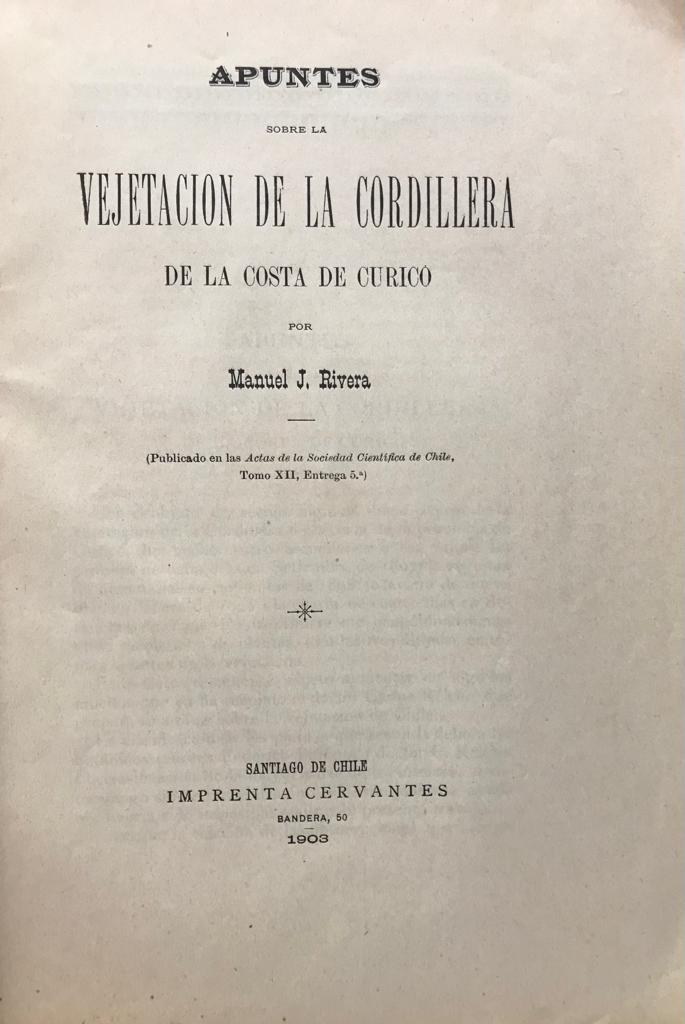 APUNTES
SOBRE LA
VEJETACION DE LA CORDILLERA
DE LA COSTA DE CURICO
POR
Manuel J. Rivera
(Publicado en las Actas de la Sociedad Científica de Chile,
Tomo XII, Entrega 5.ª)
SANTIAGO DE CHILE
IMPRENTA CERVANTES
BANDERA, 50
1903